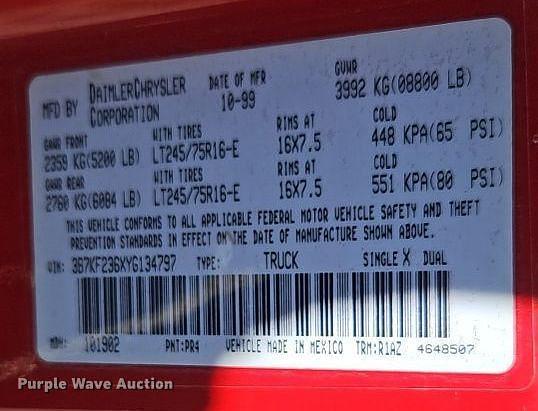 MFD BY DAIMLERCHRYSLER CORPORATION
DATE OF MFR 10-99
GVWR 3992 KG(08800 LB)
GAWR FRONT WITH TIRES RIMS AT COLD
2359 KG(5200 LB) LT245/75R16-E 16X7.5 448 KPA(65 PSI)
GAWR REAR WITH TIRES RIMS AT COLD
2760 KG(6084 LB) LT245/75R16-E 16X7.5 551 KPA(80 PSI)
THIS VEHICLE CONFORMS TO ALL APPLICABLE FEDERAL MOTOR VEHICLE SAFETY AND THEFT
PREVENTION STANDARDS IN EFFECT ON THE DATE OF MANUFACTURE SHOWN ABOVE.
VIN: 3B7KF236XYG134797 TYPE: TRUCK SINGLE X DUAL
MDH: 101902 PNT:PR4 VEHICLE MADE IN MEXICO TRM:R1AZ 4648507
Purple Wave Auction